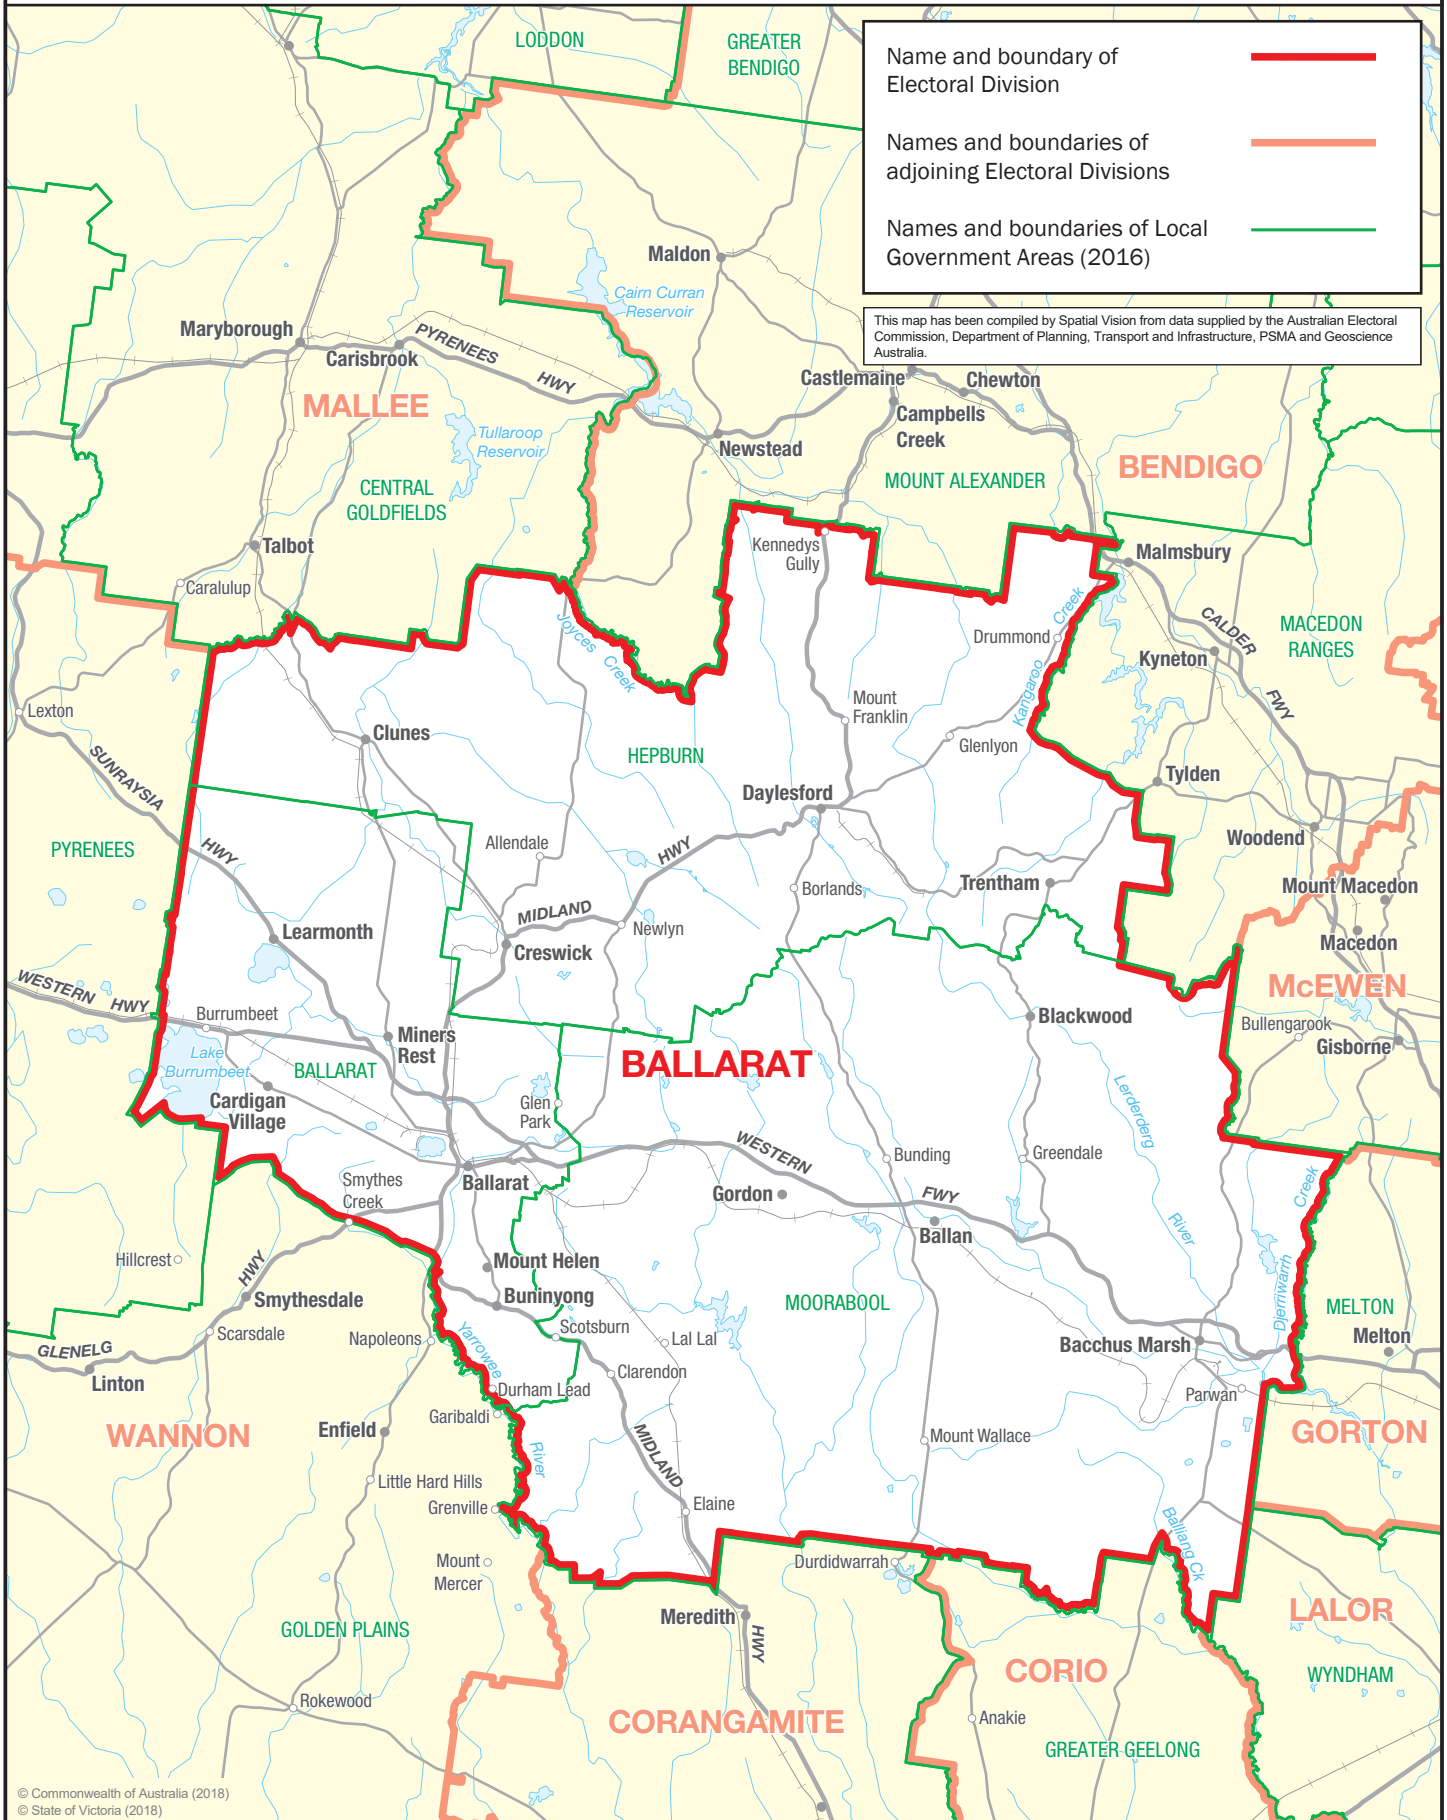 LODDON
GREATER
BENDIGO
Name and boundary of
Electoral Division
Names and boundaries of
adjoining Electoral Divisions
Names and boundaries of Local
Government Areas (2016)
This map has been compiled by Spatial Vision from data supplied by the Australian Electoral
Commission, Department of Planning, Transport and Infrastructure, PSMA and Geoscience
Australia.
Maldon
Cairn Curran
Reservoir
Maryborough
Carisbrook
PYRENEES
HWY
MALLEE
Castlemaine
Chewton
Campbells
Creek
Tullaroop
Reservoir
Newstead
BENDIGO
MOUNT ALEXANDER
CENTRAL
GOLDFIELDS
Talbot
Kennedys
Gully
Malmsbury
Caralulup
Joyces
Creek
Creek
Kangaroo
Drummond
CALDER
FWY
MACEDON
RANGES
Kyneton
Lexton
Mount
Franklin
Clunes
Glenlyon
HEPBURN
SUNRAYSIA
HWY
Tylden
Daylesford
Woodend
PYRENEES
Allendale
HWY
Borlands
Trentham
Mount Macedon
MIDLAND
Newlyn
Learmonth
Creswick
Macedon
WESTERN
HWY
McEWEN
Burrumbeet
Miners
Rest
Blackwood
Bullengarook
Gisborne
Lake
Burrumbeet
BALLARAT
BALLARAT
Cardigan
Village
Glen
Park
Lerderderg
River
WESTERN
FWY
Bunding
Greendale
Smythes
Creek
Ballarat
Gordon
Ballan
Creek
Djerriwarrh
Hillcrest
HWY
Mount Helen
Buninyong
Smythesdale
MOORABOOL
MELTON
Scarsdale
Napoleons
Scotsburn
Lal Lal
Melton
GLENELG
Yarrowee
Clarendon
Bacchus Marsh
Linton
Durham Lead
Parwan
Garibaldi
WANNON
Enfield
River
MIDLAND
Mount Wallace
GORTON
Little Hard Hills
Grenville
Elaine
Balliang Ck
Mount
Mercer
Durdidwarrah
Meredith
HWY
LALOR
GOLDEN PLAINS
CORIO
WYNDHAM
Rokewood
CORANGAMITE
Anakie
GREATER GEELONG
© Commonwealth of Australia (2018)
© State of Victoria (2018)